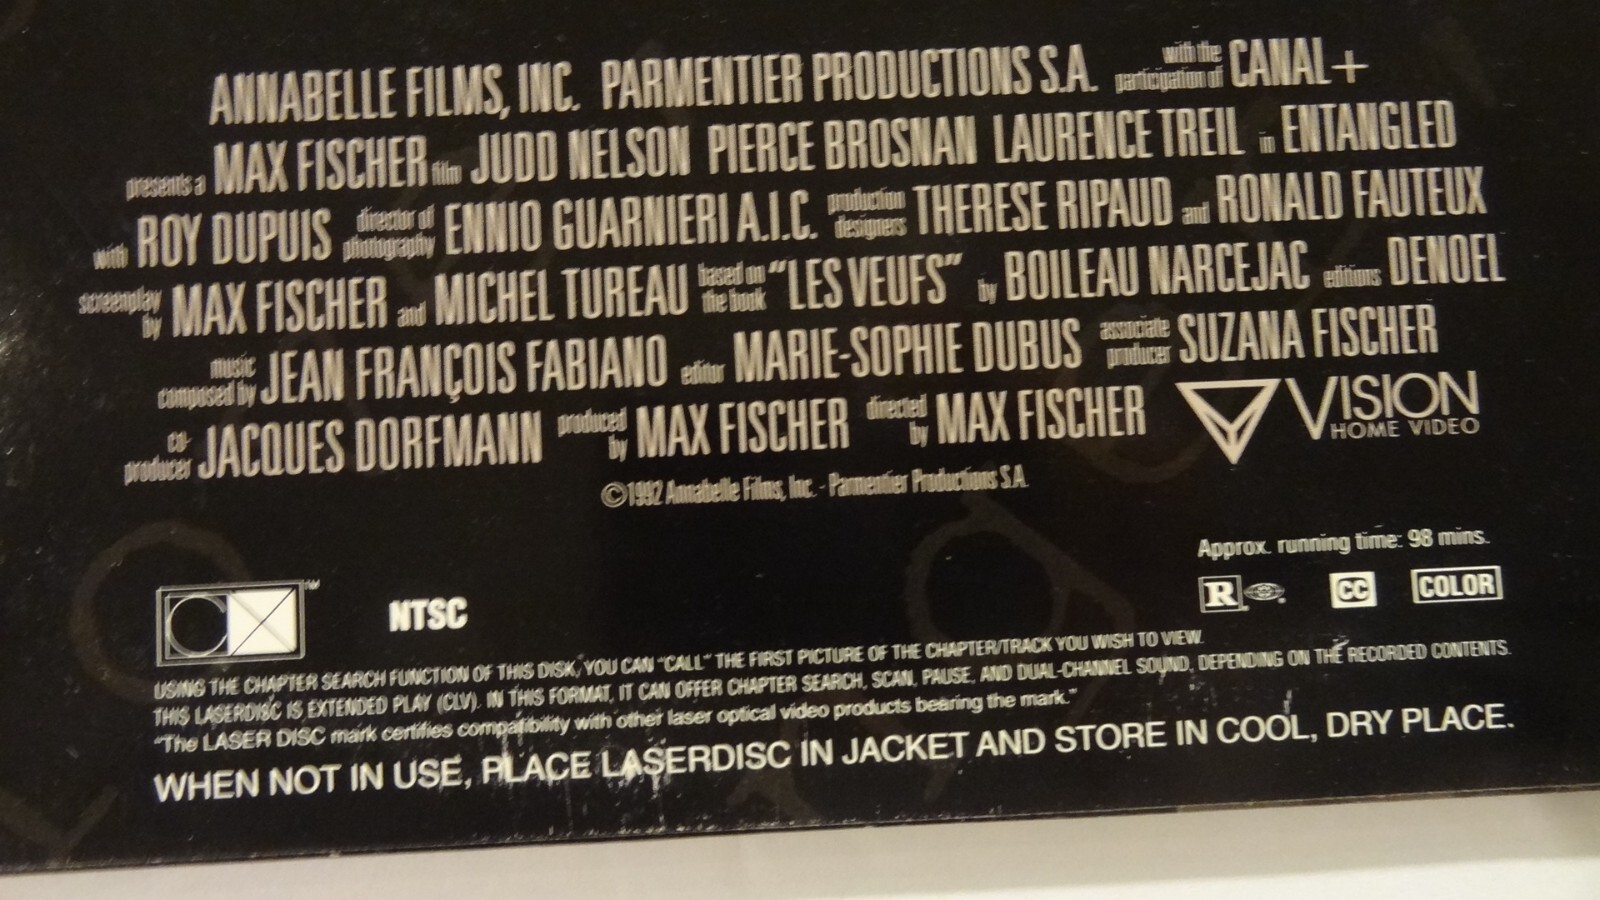 ANNABELLE FILMS, INC. PARMENTIER PRODUCTIONS S.A. with the participation of CANAL+
presents a MAX FISCHER film JUDD NELSON PIERCE BROSNAN LAURENCE TREIL in ENTANGLED
with ROY DUPUIS director of photography ENNIO GUARNIERI A.I.C. production designers THERESE RIPAUD and RONALD FAUTEUX
screenplay by MAX FISCHER and MICHEL TUREAU based on the book "LES VEUFS" by BOILEAU NARCEJAC editions DENOEL
music composed by JEAN FRANÇOIS FABIANO editor MARIE-SOPHIE DUBUS associate producer SUZANA FISCHER
co-producer JACQUES DORFMANN produced by MAX FISCHER directed by MAX FISCHER VISION HOME VIDEO
©1992 Annabelle Films, Inc. - Parmentier Productions S.A.
Approx. running time: 98 mins.
TM NTSC R CC COLOR
USING THE CHAPTER SEARCH FUNCTION OF THIS DISK, YOU CAN "CALL" THE FIRST PICTURE OF THE CHAPTER/TRACK YOU WISH TO VIEW.
THIS LASERDISC IS EXTENDED PLAY (CLV). IN THIS FORMAT, IT CAN OFFER CHAPTER SEARCH, SCAN, PAUSE, AND DUAL-CHANNEL SOUND, DEPENDING ON THE RECORDED CONTENTS.
"The LASER DISC mark certifies compatibility with other laser optical video products bearing the mark."
WHEN NOT IN USE, PLACE LASERDISC IN JACKET AND STORE IN COOL, DRY PLACE.